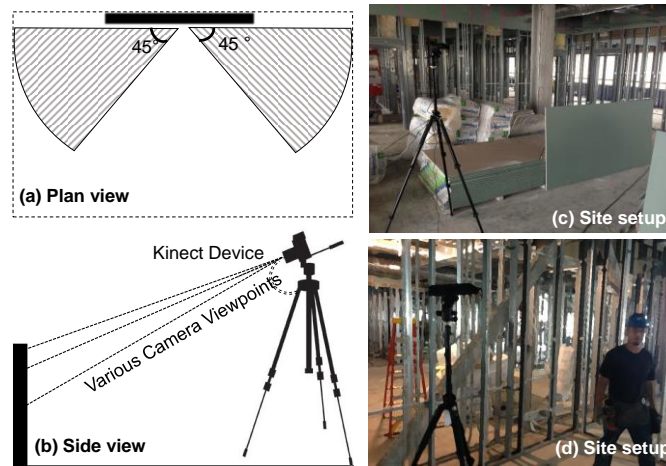 45°
45°
(a) Plan view
Kinect Device
Various Camera Viewpoints
(b) Side view
(c) Site setup
(d) Site setup